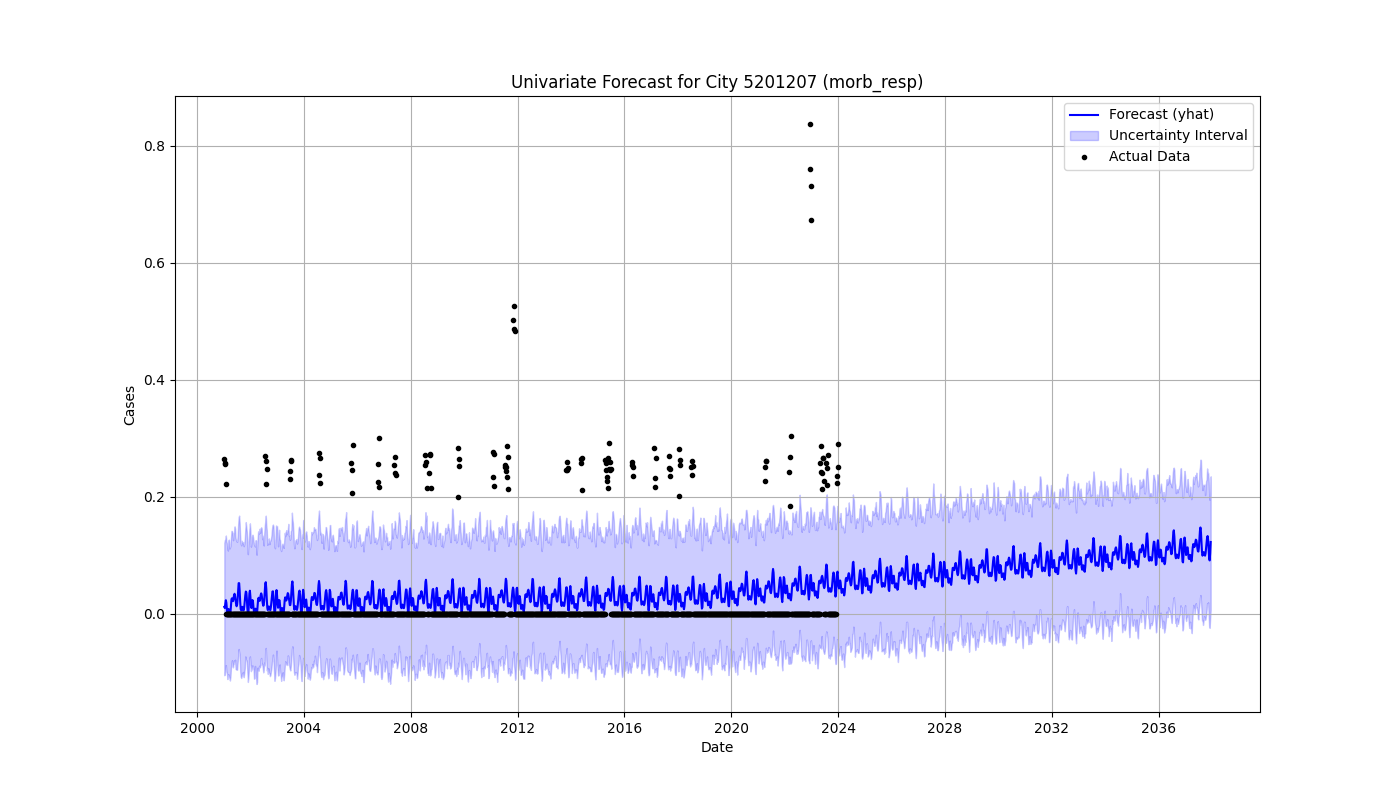 Univariate Forecast for City 5201207 (morb_resp)
Forecast (yhat)
Uncertainty Interval
Actual Data
0.8
0.6
0.4
0.2
0.0
Cases
2000 2004 2008 2012 2016 2020 2024 2028 2032 2036
Date